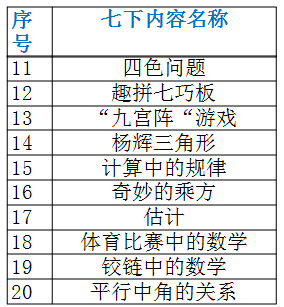 序号 七下内容名称
11 四色问题
12 趣拼七巧板
13 “九宫阵“游戏
14 杨辉三角形
15 计算中的规律
16 奇妙的乘方
17 估计
18 体育比赛中的数学
19 铰链中的数学
20 平行中角的关系